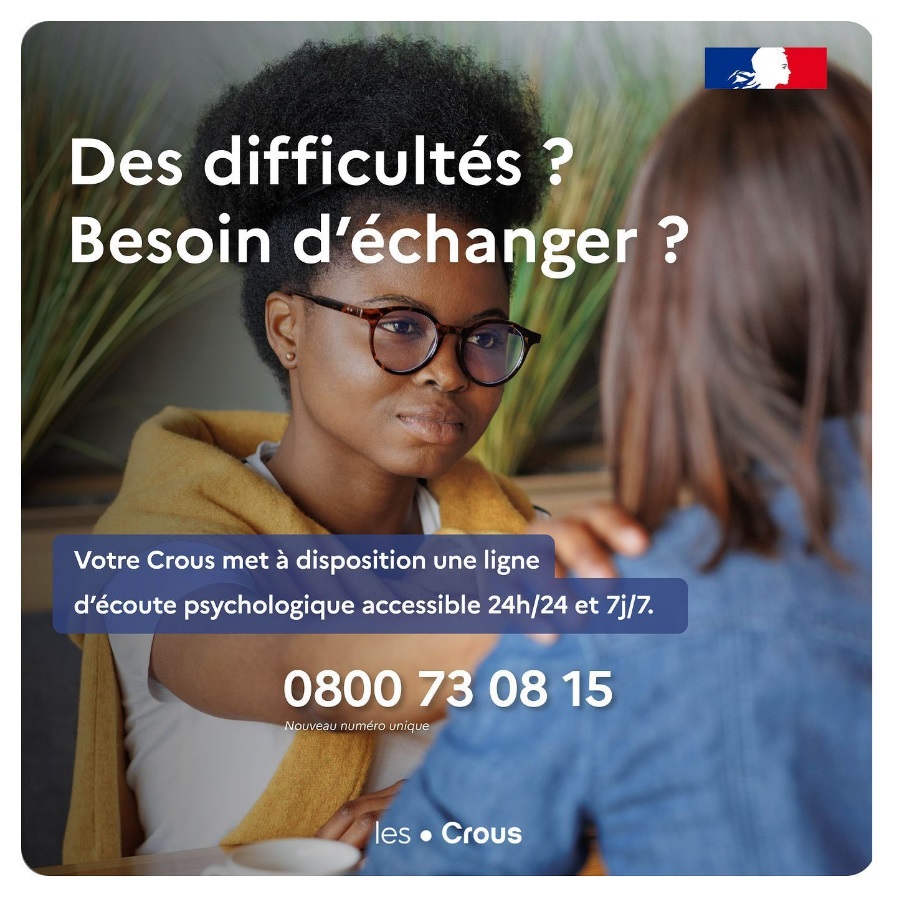 Des difficultés ?
Besoin d'échanger ?
Votre Crous met à disposition une ligne
d'écoute psychologique accessible 24h/24 et 7j/7.
0800 73 08 15
Nouveau numéro unique
les • Crous